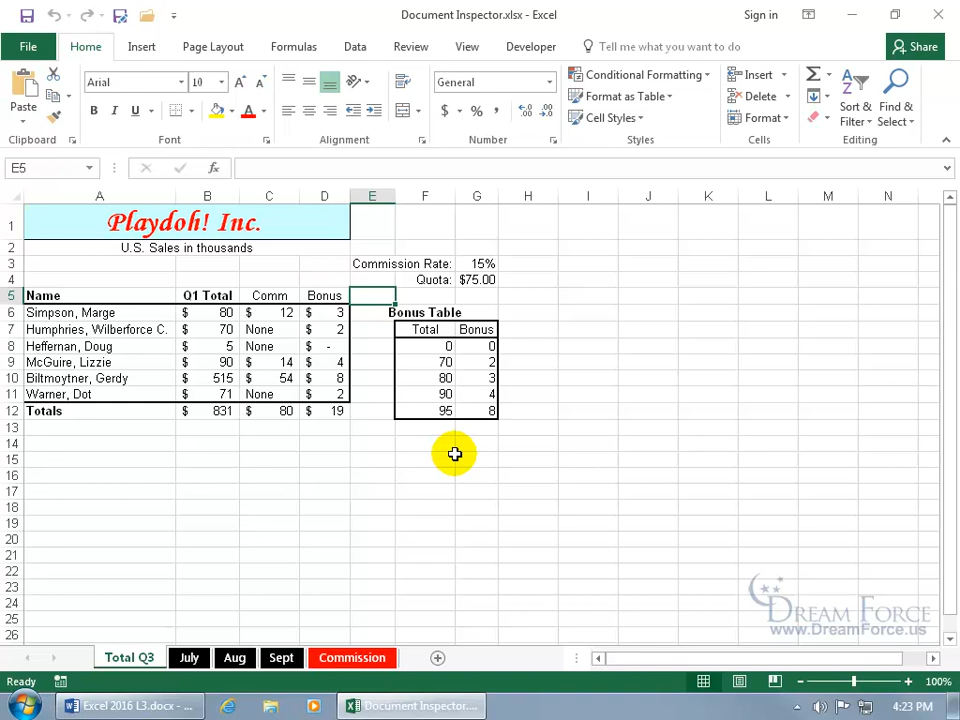 Document Inspector.xlsx - Excel
Sign in
File
Home
Insert
Page Layout
Formulas
Data
Review
View
Developer
Tell me what you want to do
Share
Paste
Arial
10
B I U
General
$ % ,
Conditional Formatting
Format as Table
Cell Styles
Insert
Delete
Format
Sort & Filter
Find & Select
Clipboard
Font
Alignment
Number
Styles
Cells
Editing
E5
fx
A B C D E F G H I J K L M N
1 Playdoh! Inc.
2 U.S. Sales in thousands
3 Commission Rate: 15%
4 Quota: $75.00
5 Name Q1 Total Comm Bonus
6 Simpson, Marge $ 80 $ 12 $ 3 Bonus Table
7 Humphries, Wilberforce C. $ 70 None $ 2 Total Bonus
8 Heffernan, Doug $ 5 None $ - 0 0
9 McGuire, Lizzie $ 90 $ 14 $ 4 70 2
10 Biltmoytner, Gerdy $ 515 $ 54 $ 8 80 3
11 Warner, Dot $ 71 None $ 2 90 4
12 Totals $ 831 $ 80 $ 19 95 8
13
14
15
16
17
18
19
20
21
22
23
24
25
26
DREAM FORCE
www.DreamForce.us
Total Q3
July
Aug
Sept
Commission
Ready
100%
Excel 2016 L3.docx - ...
Document Inspector....
4:23 PM